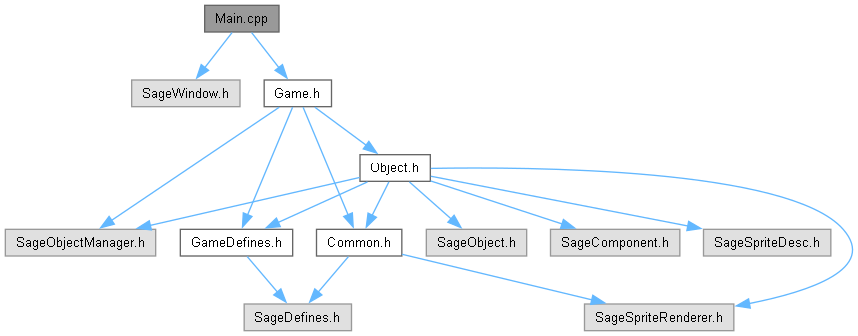 Main.cpp
SageWindow.h
Game.h
Object.h
SageObjectManager.h
GameDefines.h
Common.h
SageObject.h
SageComponent.h
SageSpriteDesc.h
SageDefines.h
SageSpriteRenderer.h